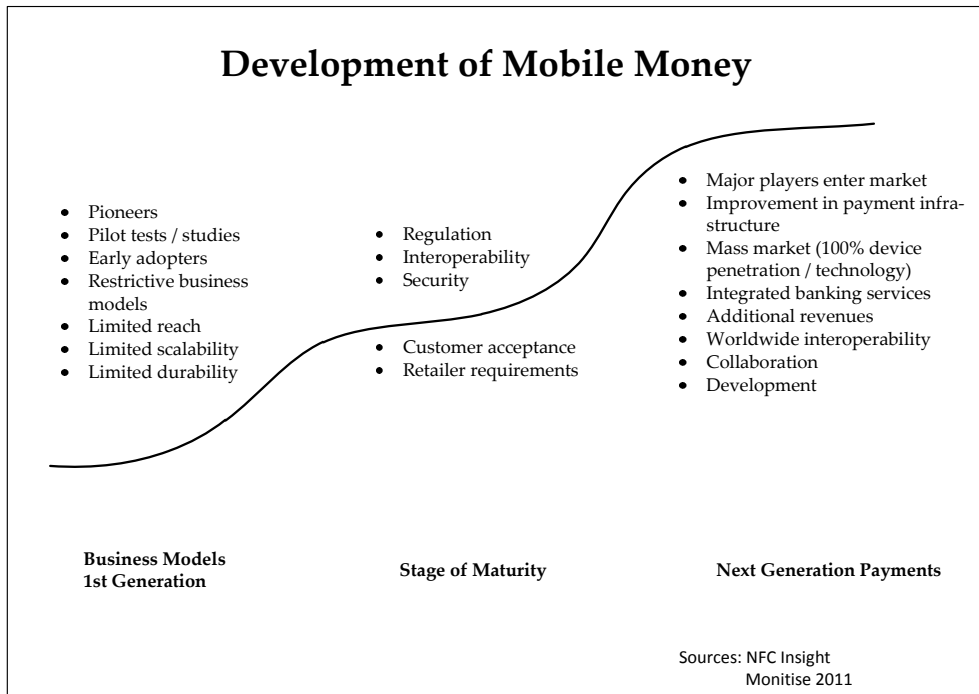 Development of Mobile Money
• Pioneers
• Pilot tests / studies
• Early adopters
• Restrictive business
models
• Limited reach
• Limited scalability
• Limited durability
• Regulation
• Interoperability
• Security
• Customer acceptance
• Retailer requirements
• Major players enter market
• Improvement in payment infra-
structure
• Mass market (100% device
penetration / technology)
• Integrated banking services
• Additional revenues
• Worldwide interoperability
• Collaboration
• Development
Business Models
1st Generation
Stage of Maturity
Next Generation Payments
Sources: NFC Insight
Monitise 2011